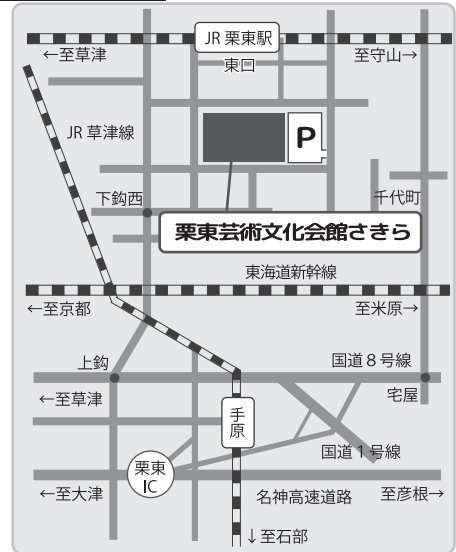 JR 栗東駅
←至草津
東口
至守山→
JR 草津線
P
下鈎西
千代町
栗東芸術文化会館さきら
東海道新幹線
←至京都
至米原→
上鈎
国道８号線
←至草津
宅屋
手原
国道１号線
栗東
IC
←至大津
名神高速道路
至彦根→
↓至石部